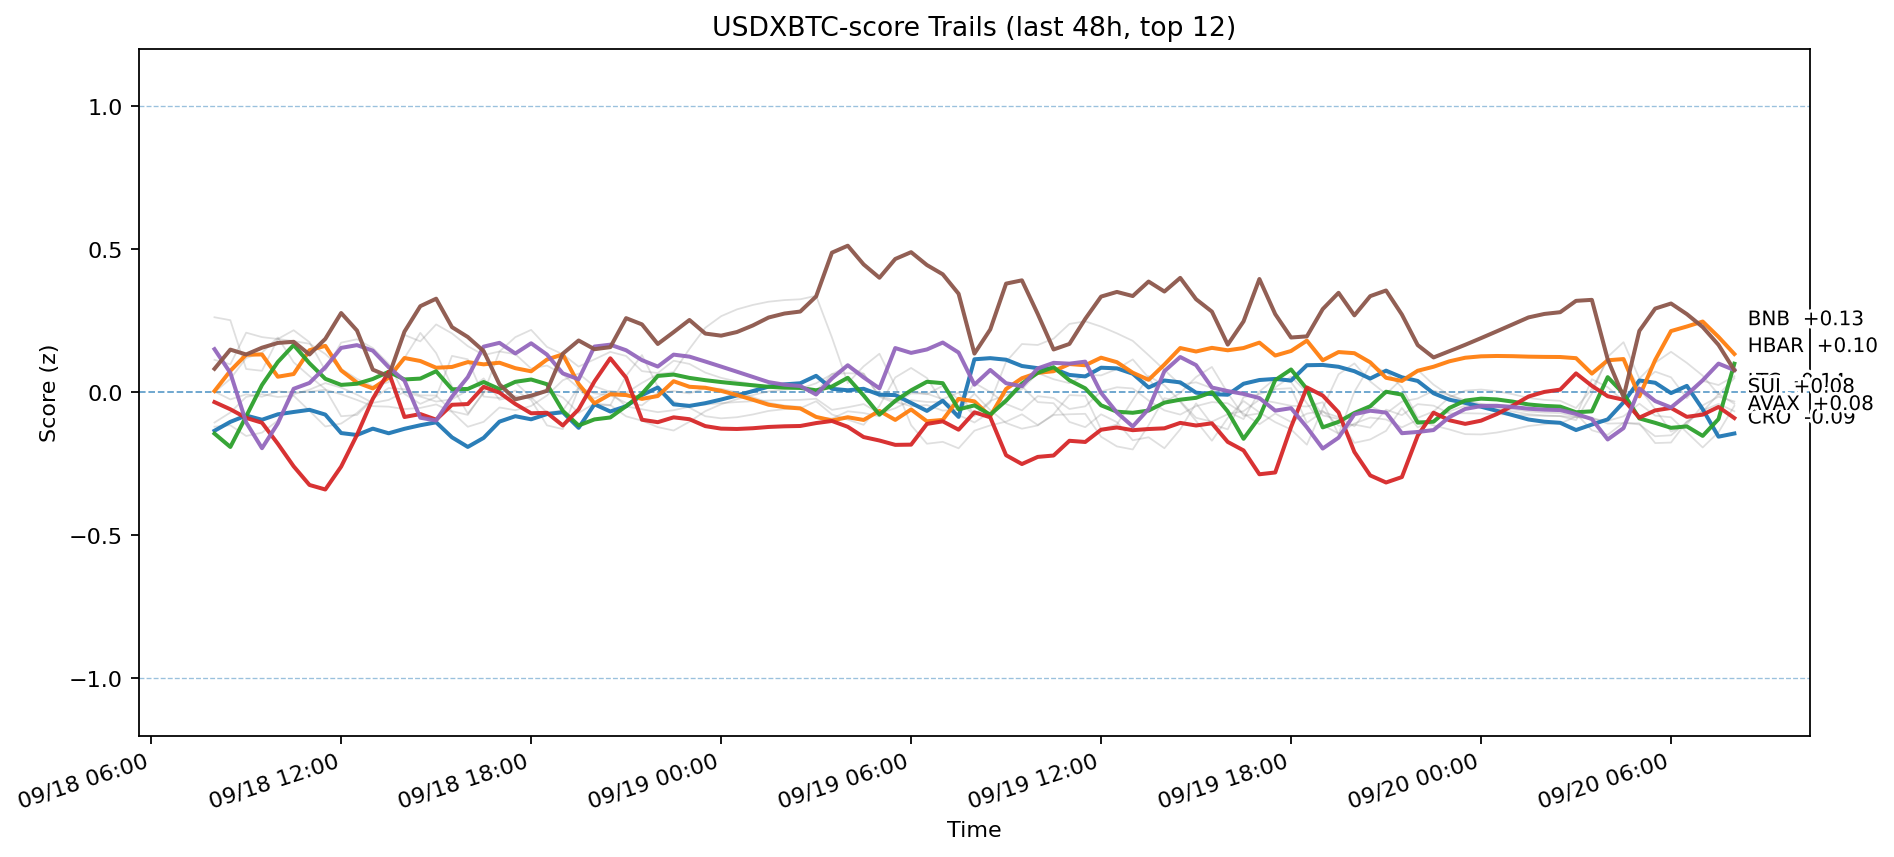 USDXBTC-score Trails (last 48h, top 12)
Score (z)
1.0
0.5
0.0
−0.5
−1.0
BNB +0.13
HBAR +0.10
SUI +0.08
AVAX +0.08
CRO -0.09
09/18 06:00
09/18 12:00
09/18 18:00
09/19 00:00
09/19 06:00
09/19 12:00
09/19 18:00
09/20 00:00
09/20 06:00
Time